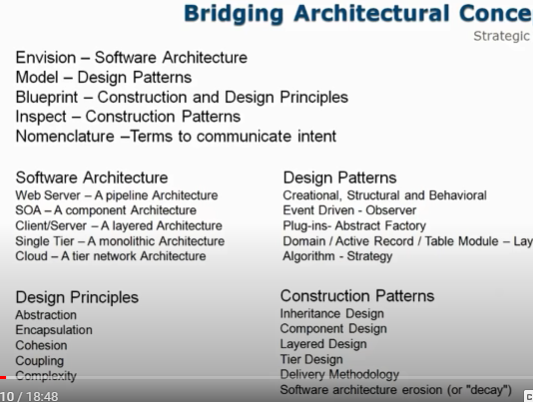 Bridging Architectural Conce
Strategic
Envision – Software Architecture
Model – Design Patterns
Blueprint – Construction and Design Principles
Inspect – Construction Patterns
Nomenclature –Terms to communicate intent
Software Architecture
Web Server – A pipeline Architecture
SOA – A component Architecture
Client/Server – A layered Architecture
Single Tier – A monolithic Architecture
Cloud – A tier network Architecture
Design Patterns
Creational, Structural and Behavioral
Event Driven - Observer
Plug-ins- Abstract Factory
Domain / Active Record / Table Module – Lay
Algorithm - Strategy
Design Principles
Abstraction
Encapsulation
Cohesion
Coupling
Complexity
Construction Patterns
Inheritance Design
Component Design
Layered Design
Tier Design
Delivery Methodology
Software architecture erosion (or "decay")
10 / 18:48